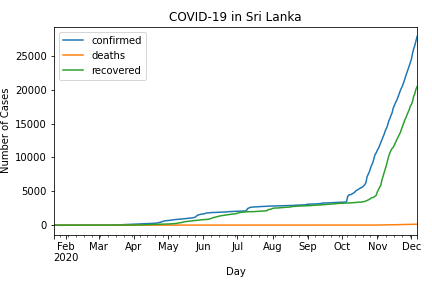 COVID-19 in Sri Lanka
confirmed
deaths
recovered
Number of Cases
25000
20000
15000
10000
5000
0
Feb Mar Apr May Jun Jul Aug Sep Oct Nov Dec
2020
Day